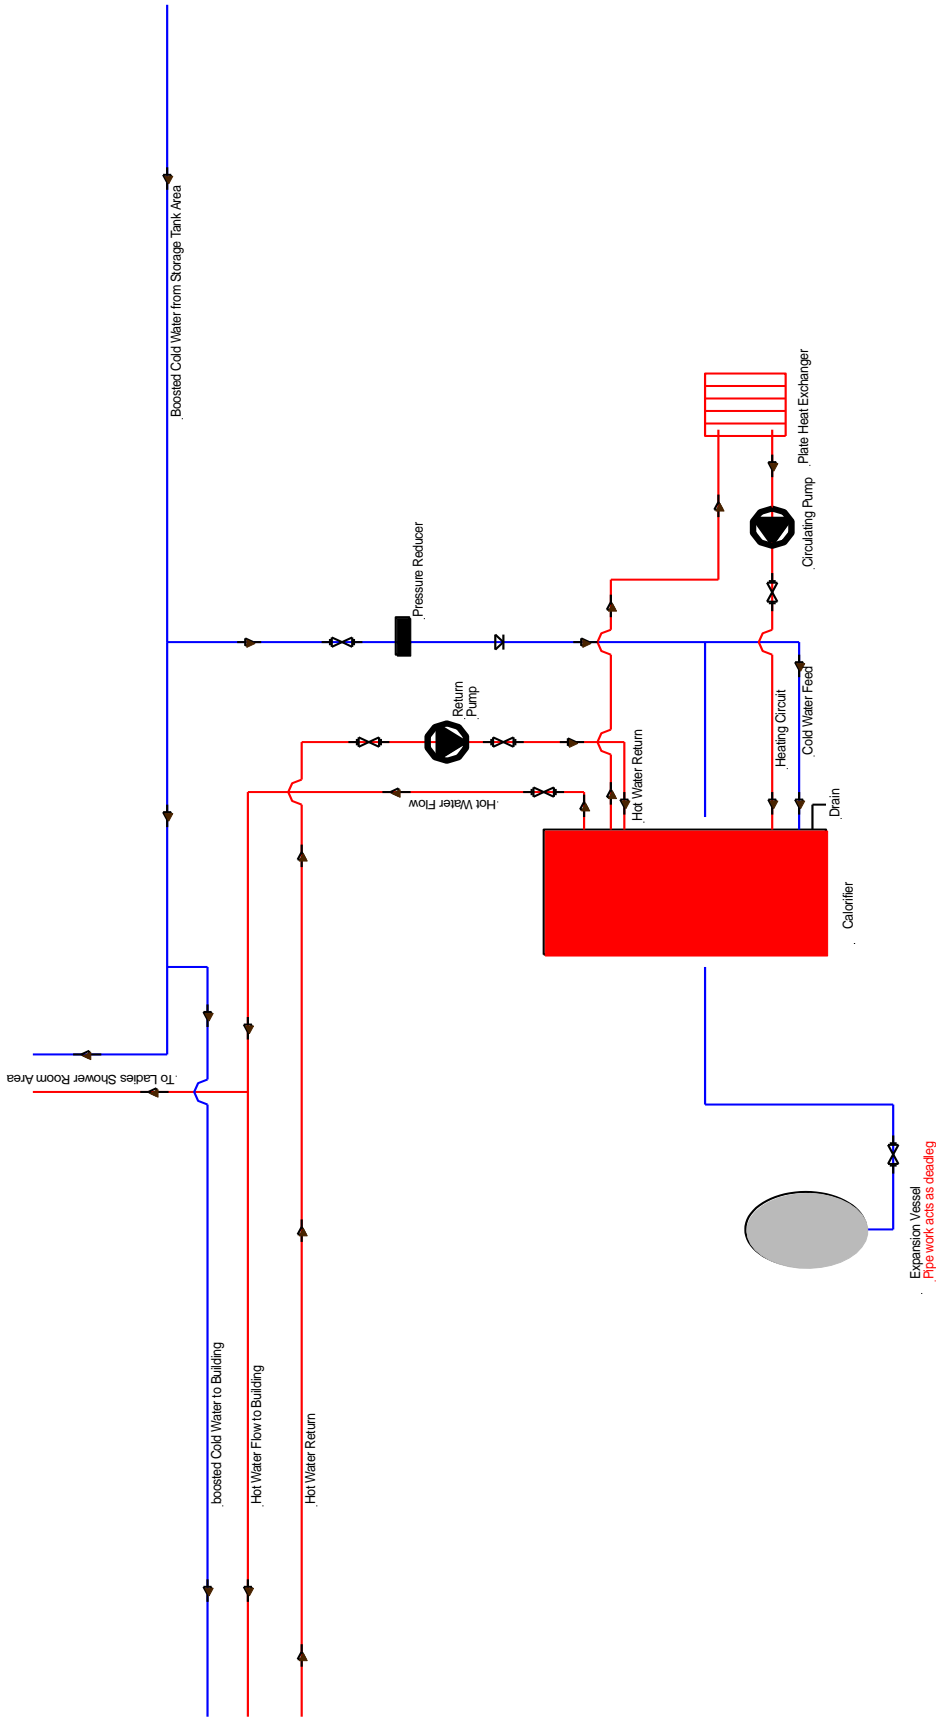 Boosted Cold Water from Storage Tank Area
Plate Heat Exchanger
Circulating Pump
Pressure Reducer
Return
Pump
Heating Circuit
Cold Water Feed
Hot Water Return
Hot Water Flow
Drain
Calorifier
To Ladies Shower Room Area
Expansion Vessel
Pipe work acts as deadleg
boosted Cold Water to Building
Hot Water Flow to Building
Hot Water Return